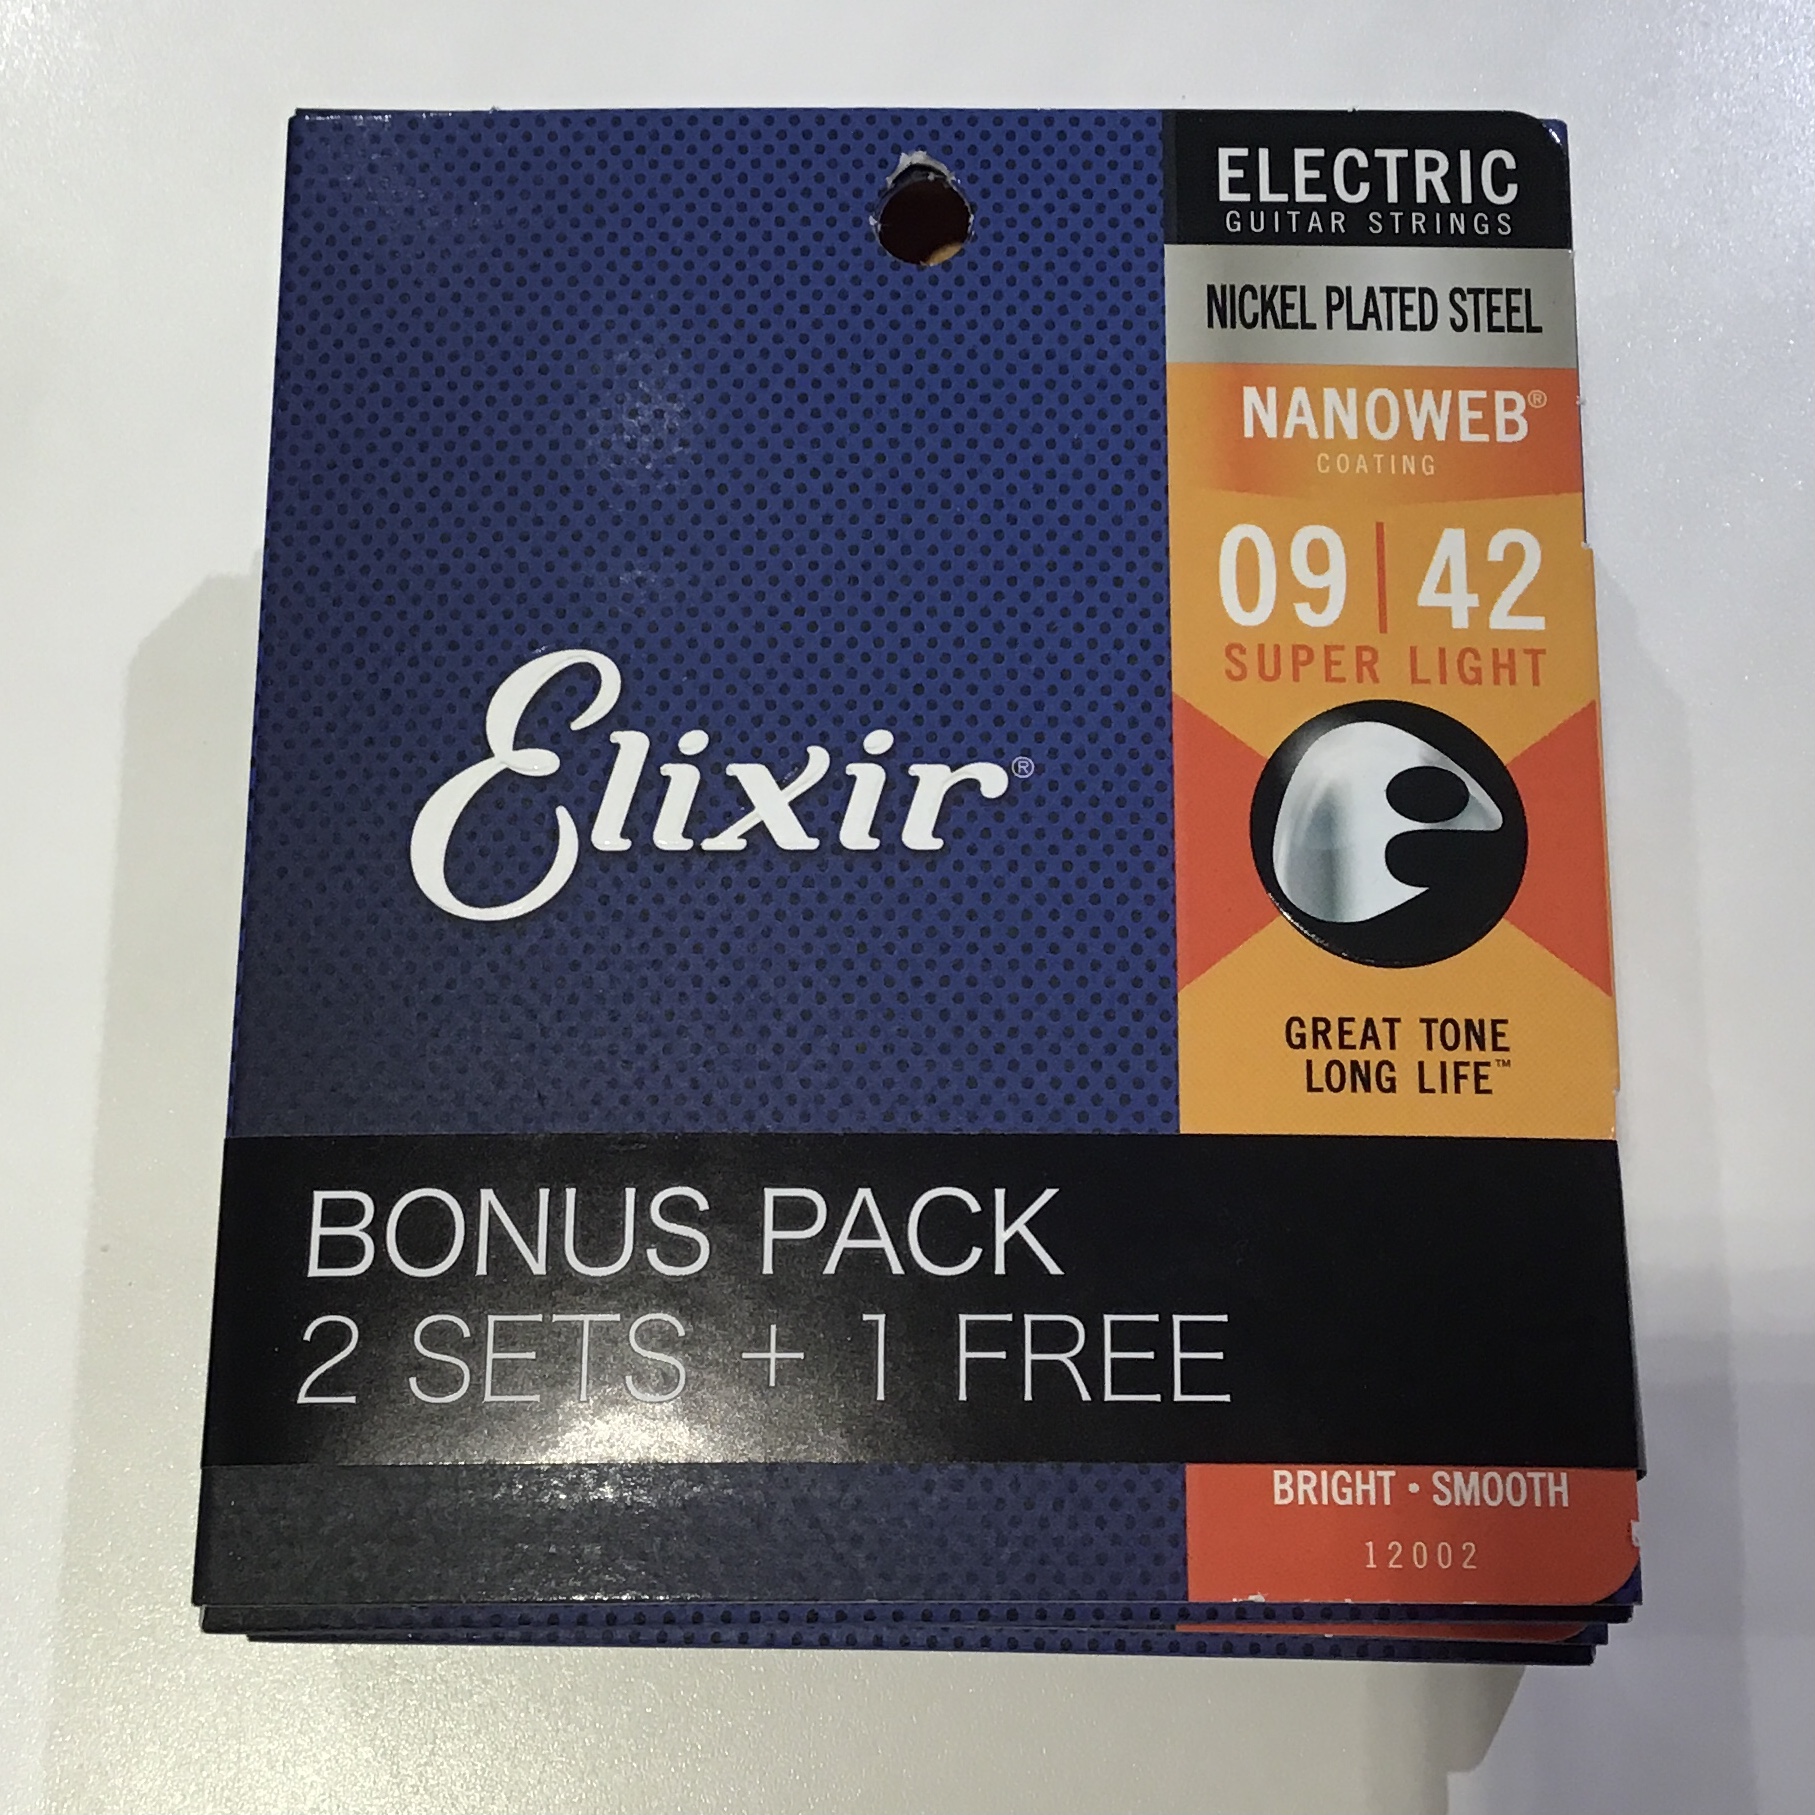 ELECTRIC
GUITAR STRINGS
NICKEL PLATED STEEL
NANOWEB®
COATING
09 | 42
SUPER LIGHT
Elixir®
GREAT TONE
LONG LIFE™
BONUS PACK
2 SETS + 1 FREE
BRIGHT • SMOOTH
12002